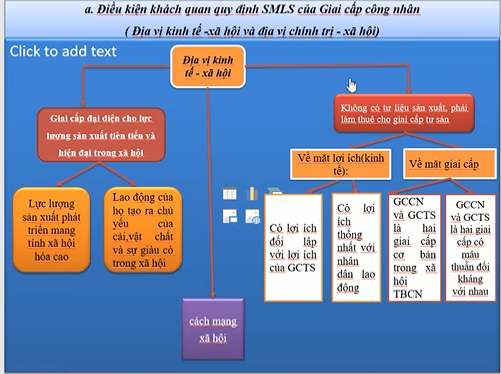 a. Điều kiện khách quan quy định SMLS của Giai cấp công nhân
( Địa vị kinh tế -xã hội và địa vị chính trị - xã hội)
Click to add text
Địa vị kinh
tế - xã hội
Giai cấp đại diện cho lực
lượng sản xuất tiên tiến và
hiện đại trong xã hội
Không có tư liệu sản xuất, phải
làm thuê cho giai cấp tư sản
Về mặt lợi ích(kinh
tế):
Về mặt giai cấp
Lực lượng
sản xuất phát
triển mang
tính xã hội
hóa cao
Lao động của
họ tạo ra chủ
yếu của
cải,vật chất
và sự giàu có
trong xã hội
Có lợi ích
đối lập
với lợi ích
của GCTS
Có lợi
ích
thống
nhất với
nhân
dân lao
động
GCCN
và GCTS
là hai
giai cấp
cơ bản
trong xã
hội
TBCN
GCCN và
GCTS là
hai giai
cấp có
mâu
thuẫn đối
kháng
với nhau
cách mạng
xã hội